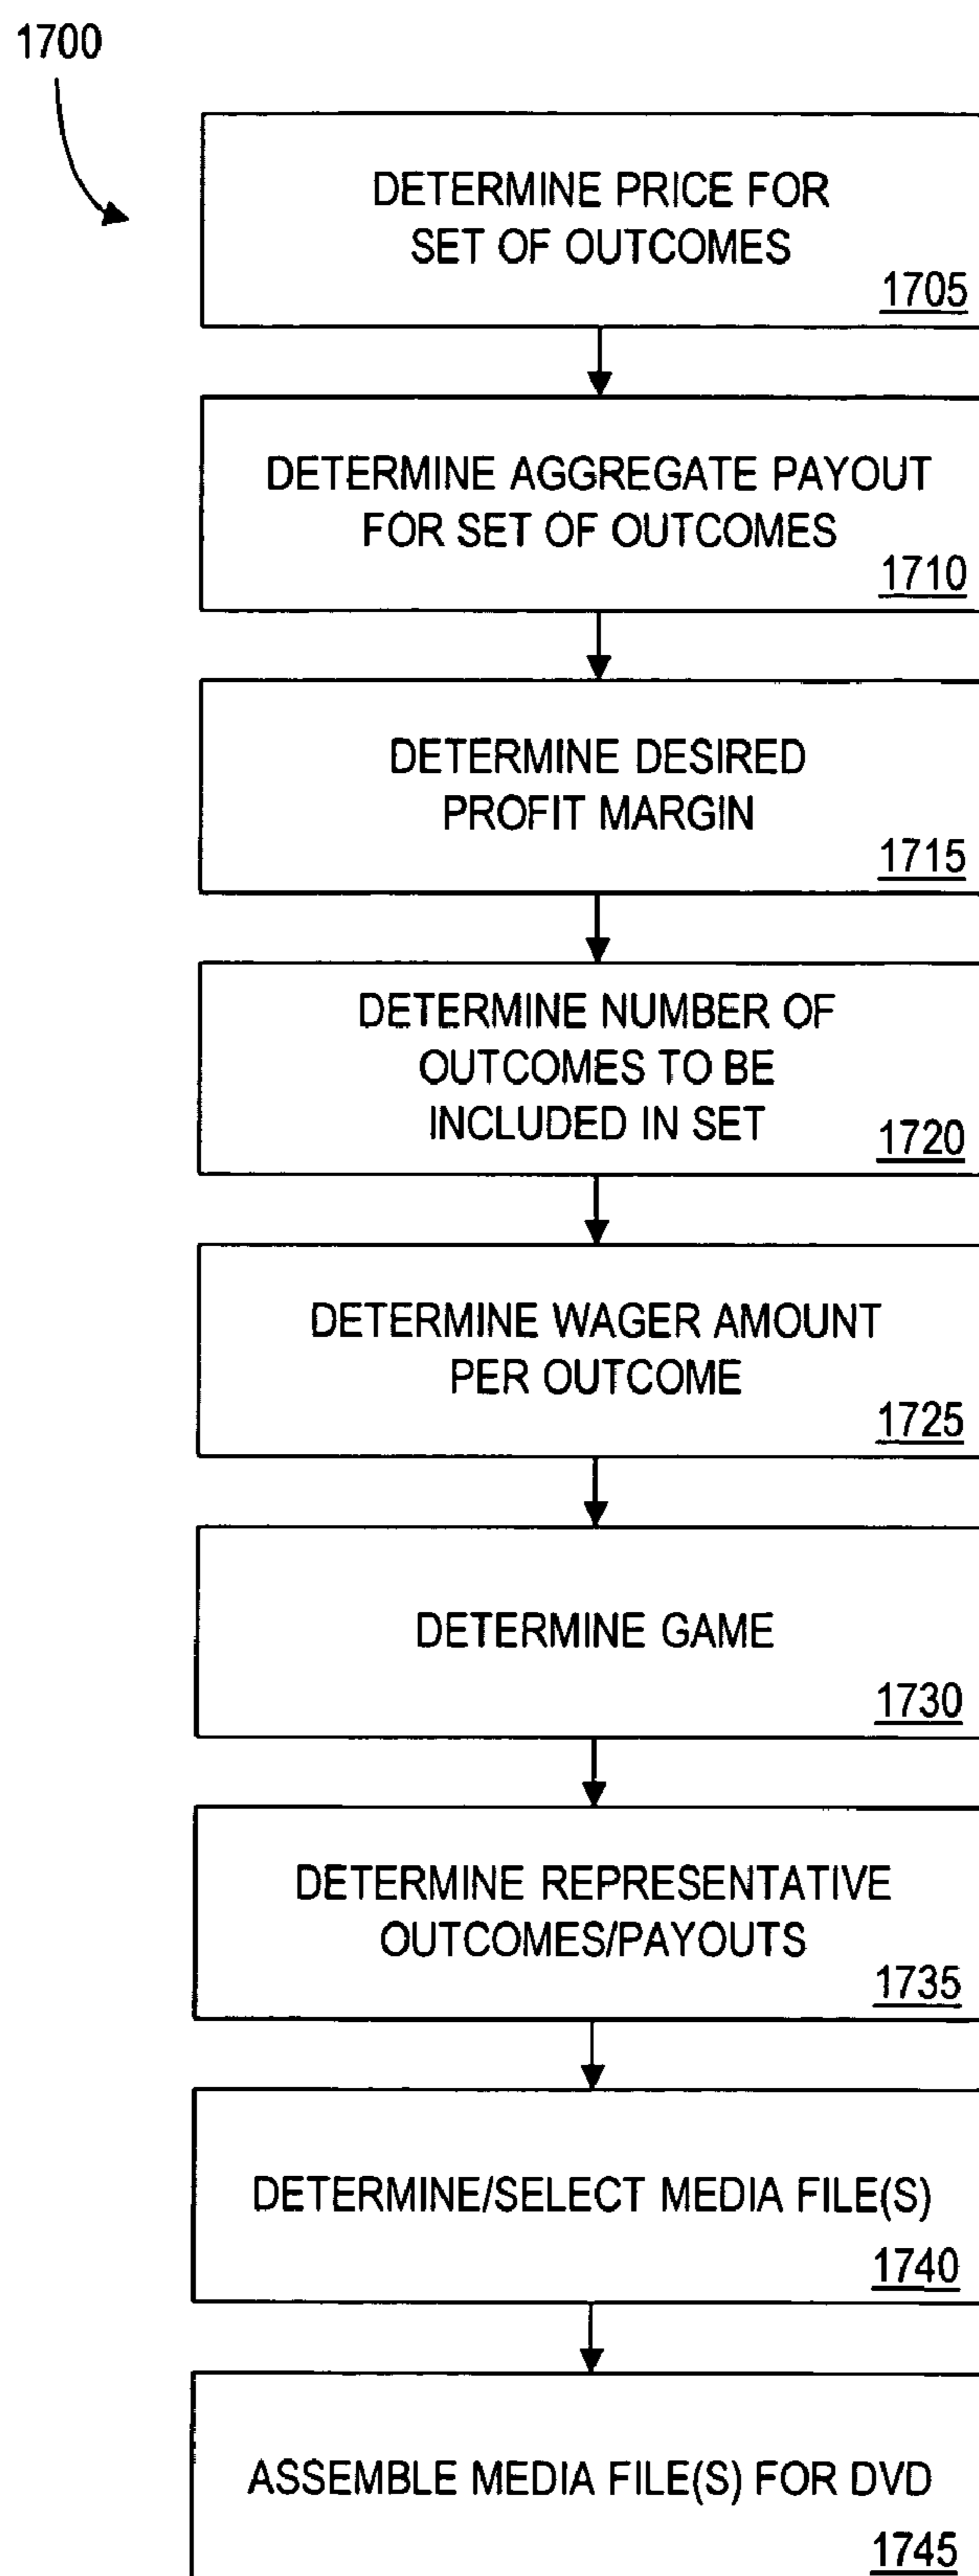 1700
DETERMINE PRICE FOR
SET OF OUTCOMES
1705
DETERMINE AGGREGATE PAYOUT
FOR SET OF OUTCOMES
1710
DETERMINE DESIRED
PROFIT MARGIN
1715
DETERMINE NUMBER OF
OUTCOMES TO BE
INCLUDED IN SET
1720
DETERMINE WAGER AMOUNT
PER OUTCOME
1725
DETERMINE GAME
1730
DETERMINE REPRESENTATIVE
OUTCOMES/PAYOUTS
1735
DETERMINE/SELECT MEDIA FILE(S)
1740
ASSEMBLE MEDIA FILE(S) FOR DVD
1745